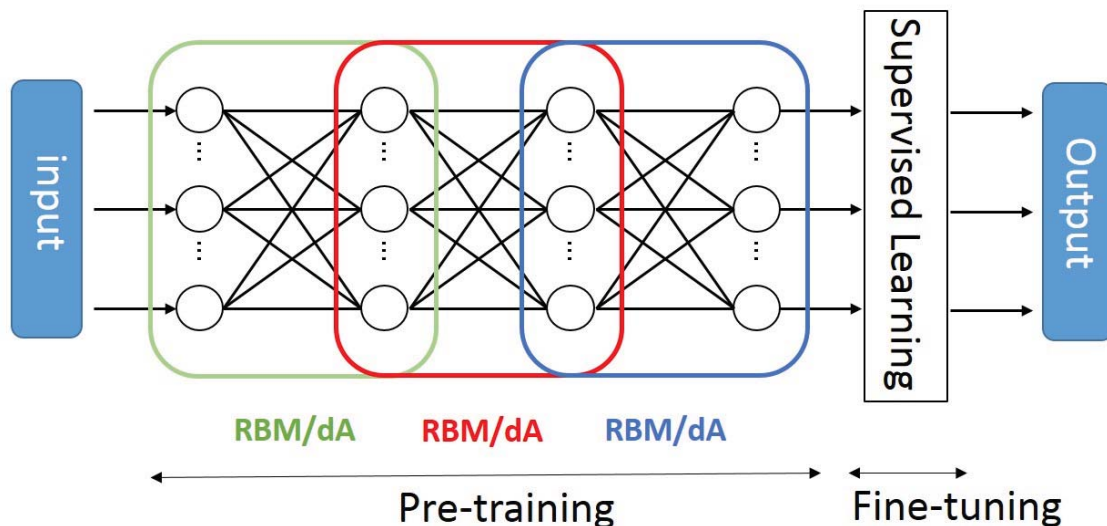 input
Supervised Learning
Output
RBM/dA
RBM/dA
RBM/dA
Pre-training
Fine-tuning